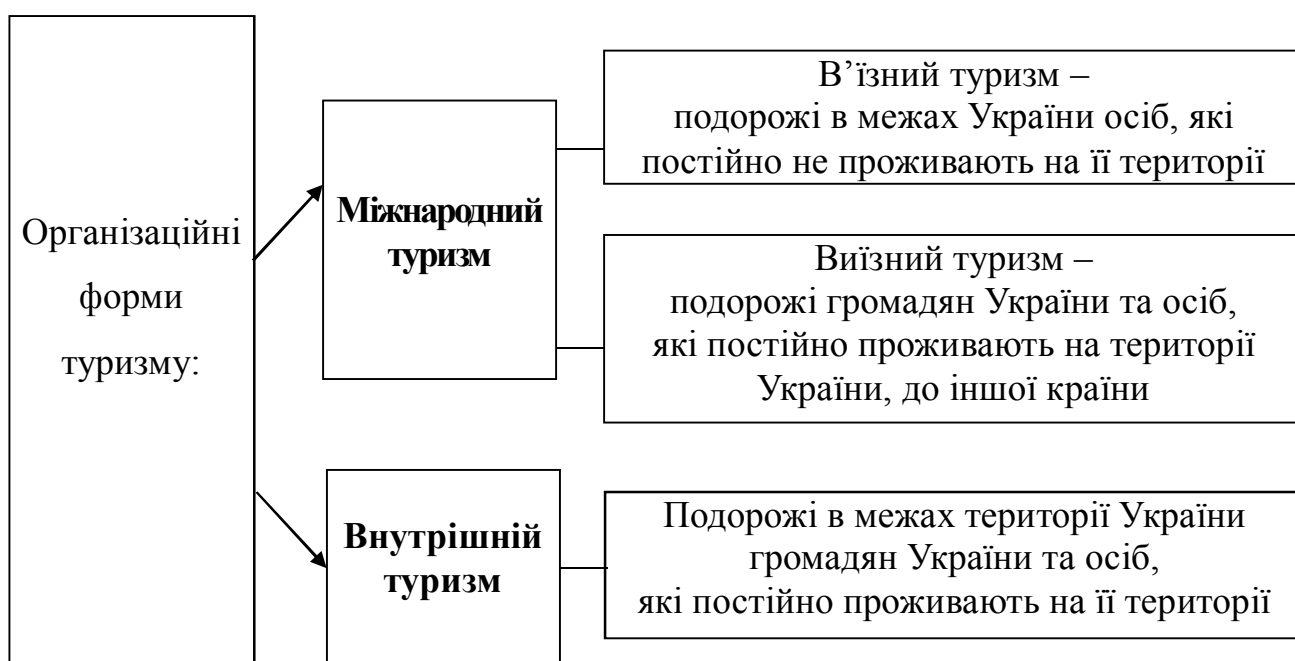 Організаційні
форми
туризму:
Міжнародний
туризм
В’їзний туризм –
подорожі в межах України осіб, які
постійно не проживають на її території
Виїзний туризм –
подорожі громадян України та осіб,
які постійно проживають на території
України, до іншої країни
Внутрішній
туризм
Подорожі в межах території України
громадян України та осіб,
які постійно проживають на її території